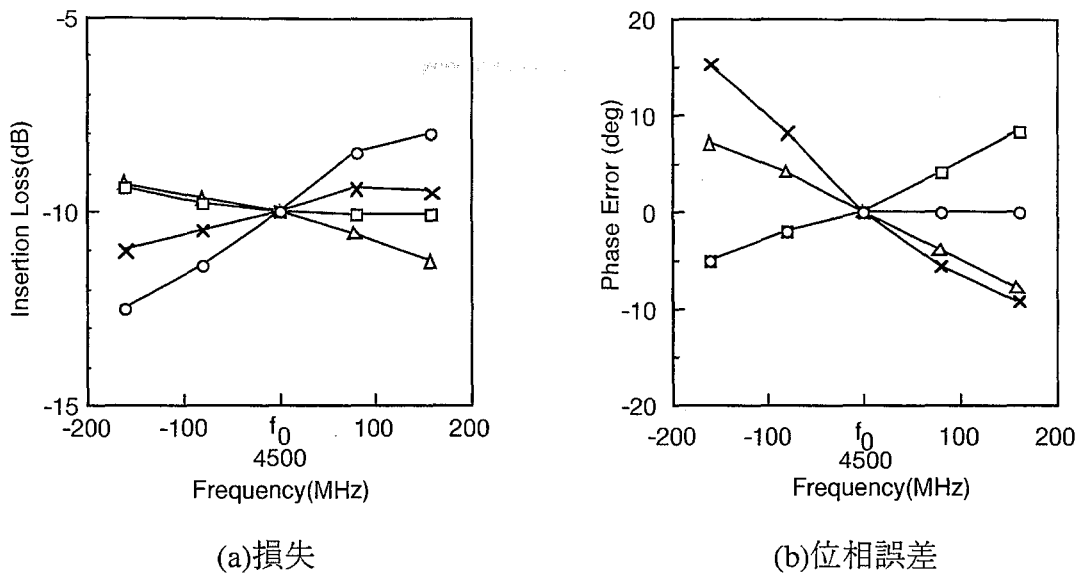 -5
-10
-15
Insertion Loss(dB)
-200 -100 f0 100 200
4500
Frequency(MHz)
(a)損失
20
10
0
-10
-20
Phase Error (deg)
-200 -100 f0 100 200
4500
Frequency(MHz)
(b)位相誤差